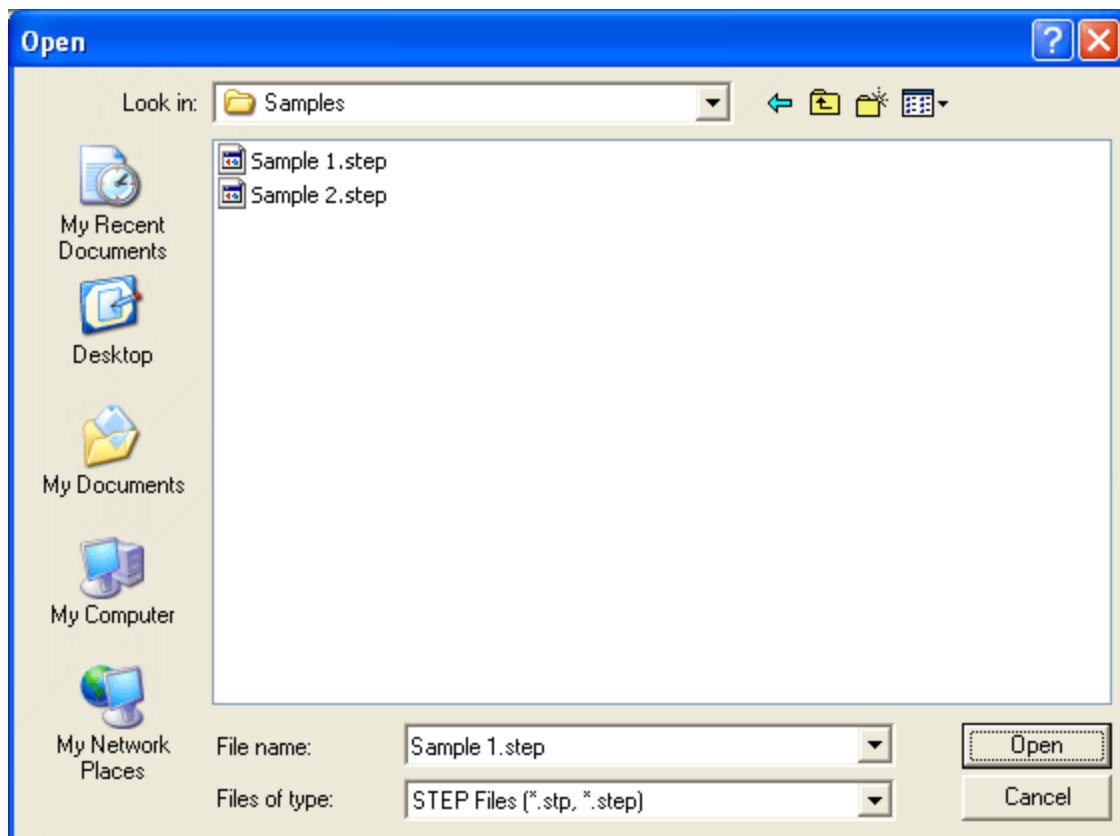 Open
Look in:
Samples
Sample 1.step
Sample 2.step
My Recent
Documents
Desktop
My Documents
My Computer
My Network
Places
File name:
Sample 1.step
Open
Files of type:
STEP Files (*.stp, *.step)
Cancel